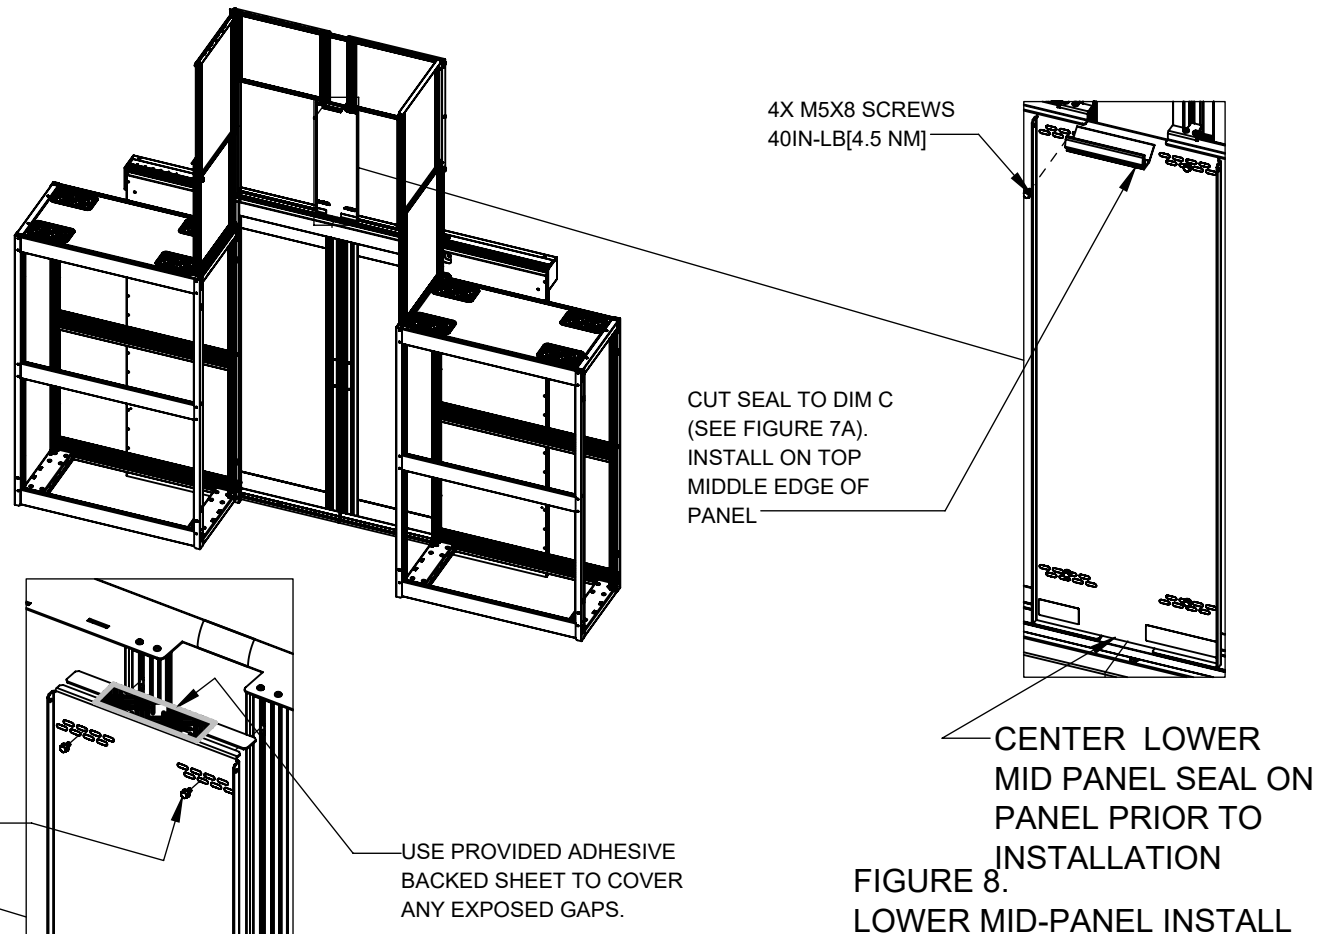 4X M5X8 SCREWS
40IN-LB[4.5 NM]
CUT SEAL TO DIM C
(SEE FIGURE 7A).
INSTALL ON TOP
MIDDLE EDGE OF
PANEL
CENTER LOWER
MID PANEL SEAL ON
PANEL PRIOR TO
INSTALLATION
USE PROVIDED ADHESIVE
BACKED SHEET TO COVER
ANY EXPOSED GAPS.
FIGURE 8.
LOWER MID-PANEL INSTALL